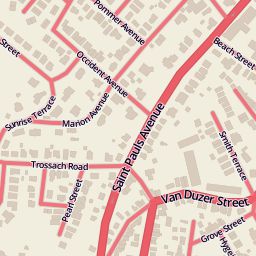 Pommer Avenue
Street
Beach Street
Occident Avenue
Sunrise Terrace
Marion Avenue
Saint Pauls Avenue
Smith Terrace
Trossach Road
Pearl Street
Van Duzer Street
Grove Street